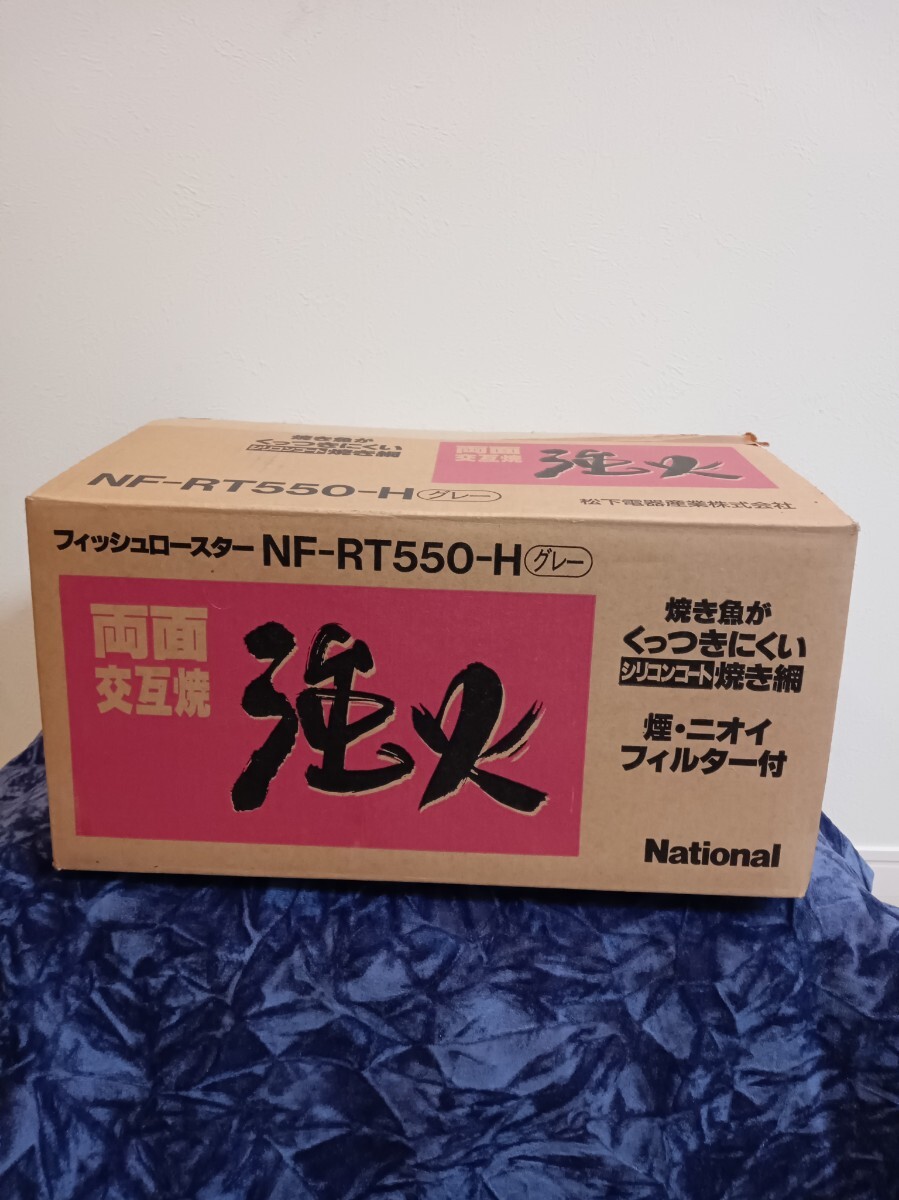 焼き魚が
くっつきにくい
シリコンコート焼き網
両面
交互焼
強火
NF-RT550-H グレー
松下電器産業株式会社
フィッシュロースター NF-RT550-H グレー
両面
交互焼
強火
焼き魚が
くっつきにくい
シリコンコート焼き網
煙・ニオイ
フィルター付
National